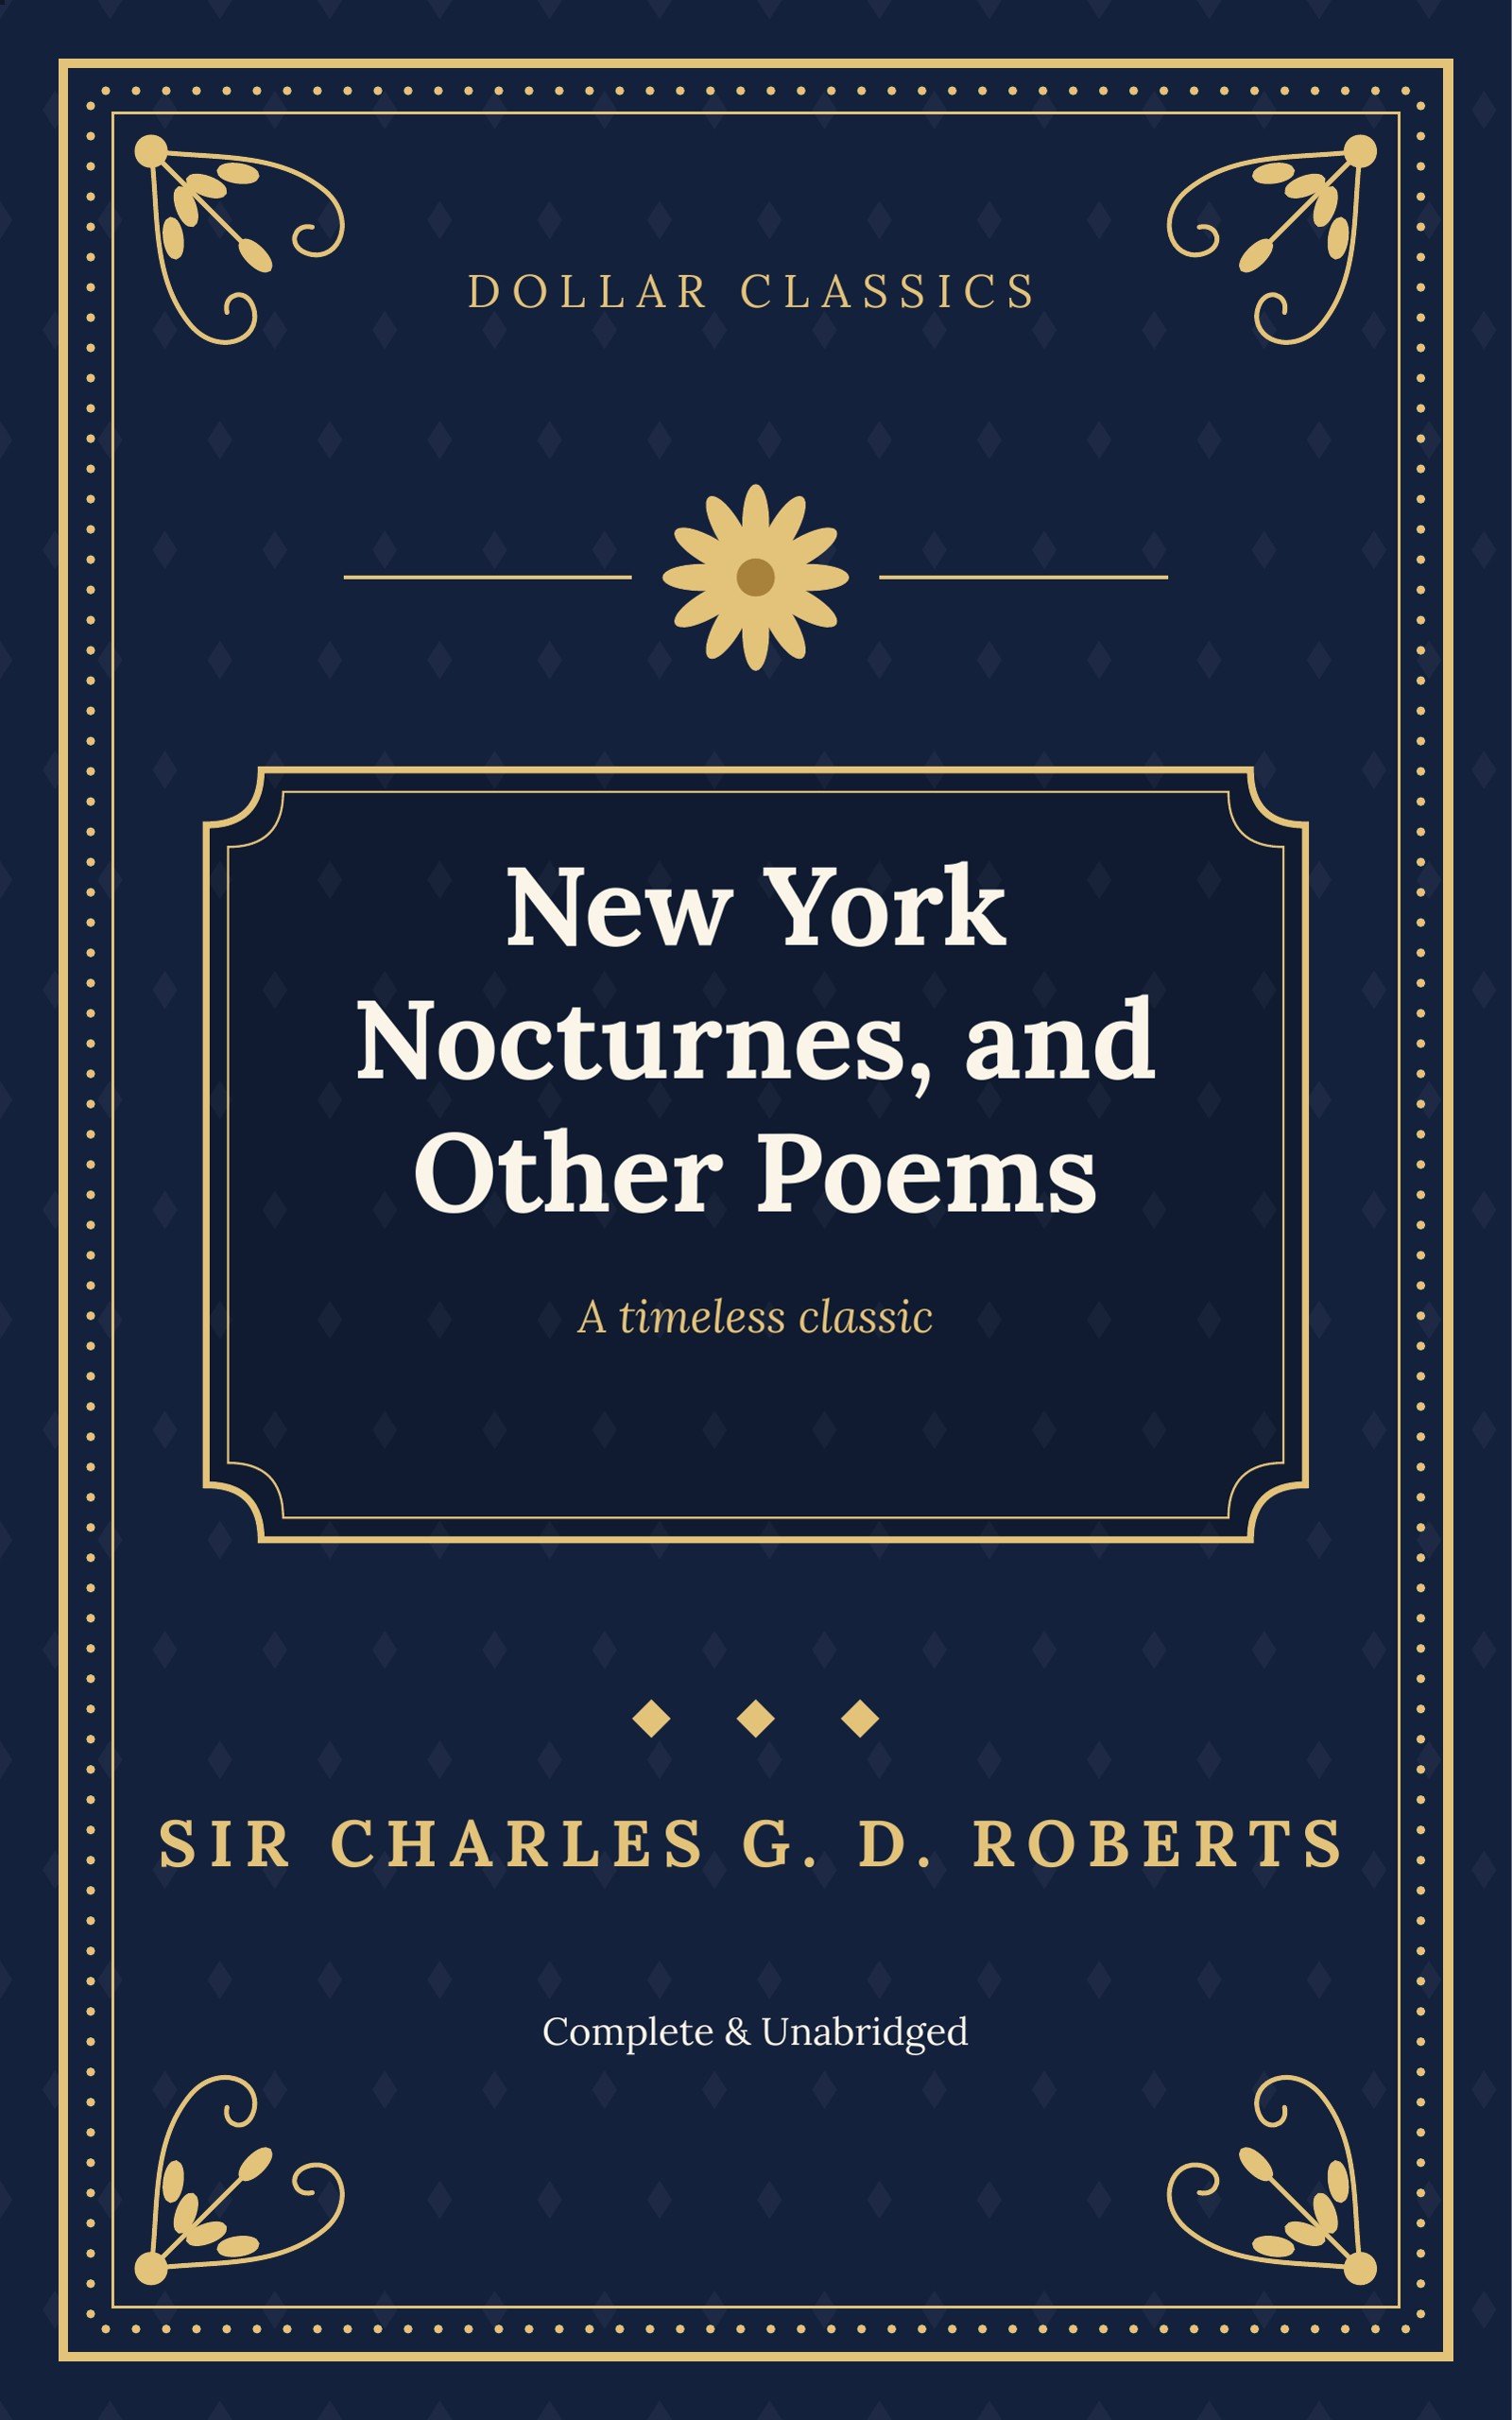 DOLLAR CLASSICS
New York
Nocturnes, and
Other Poems
A timeless classic
SIR CHARLES G. D. ROBERTS
Complete & Unabridged